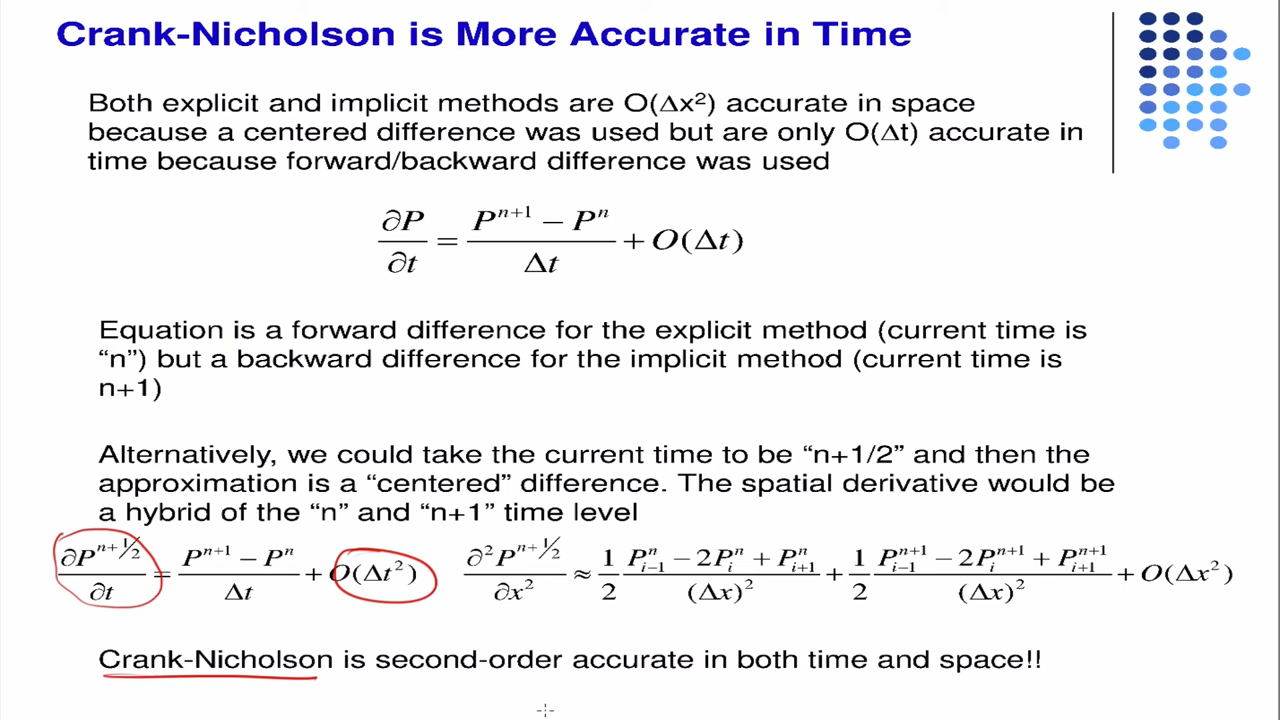 Crank-Nicholson is More Accurate in Time
Both explicit and implicit methods are O(Δx²) accurate in space
because a centered difference was used but are only O(Δt) accurate in
time because forward/backward difference was used
∂P/∂t = (P^{n+1} − P^n)/Δt + O(Δt)
Equation is a forward difference for the explicit method (current time is
“n”) but a backward difference for the implicit method (current time is
n+1)
Alternatively, we could take the current time to be “n+1/2” and then the
approximation is a “centered” difference. The spatial derivative would be
a hybrid of the “n” and “n+1” time level
∂P^{n+1/2}/∂t = (P^{n+1} − P^n)/Δt + O(Δt²) ∂²P^{n+1/2}/∂x² ≈ 1/2 (P_{i−1}^n − 2P_i^n + P_{i+1}^n)/(Δx)² + 1/2 (P_{i−1}^{n+1} − 2P_i^{n+1} + P_{i+1}^{n+1})/(Δx)² + O(Δx²)
Crank-Nicholson is second-order accurate in both time and space!!